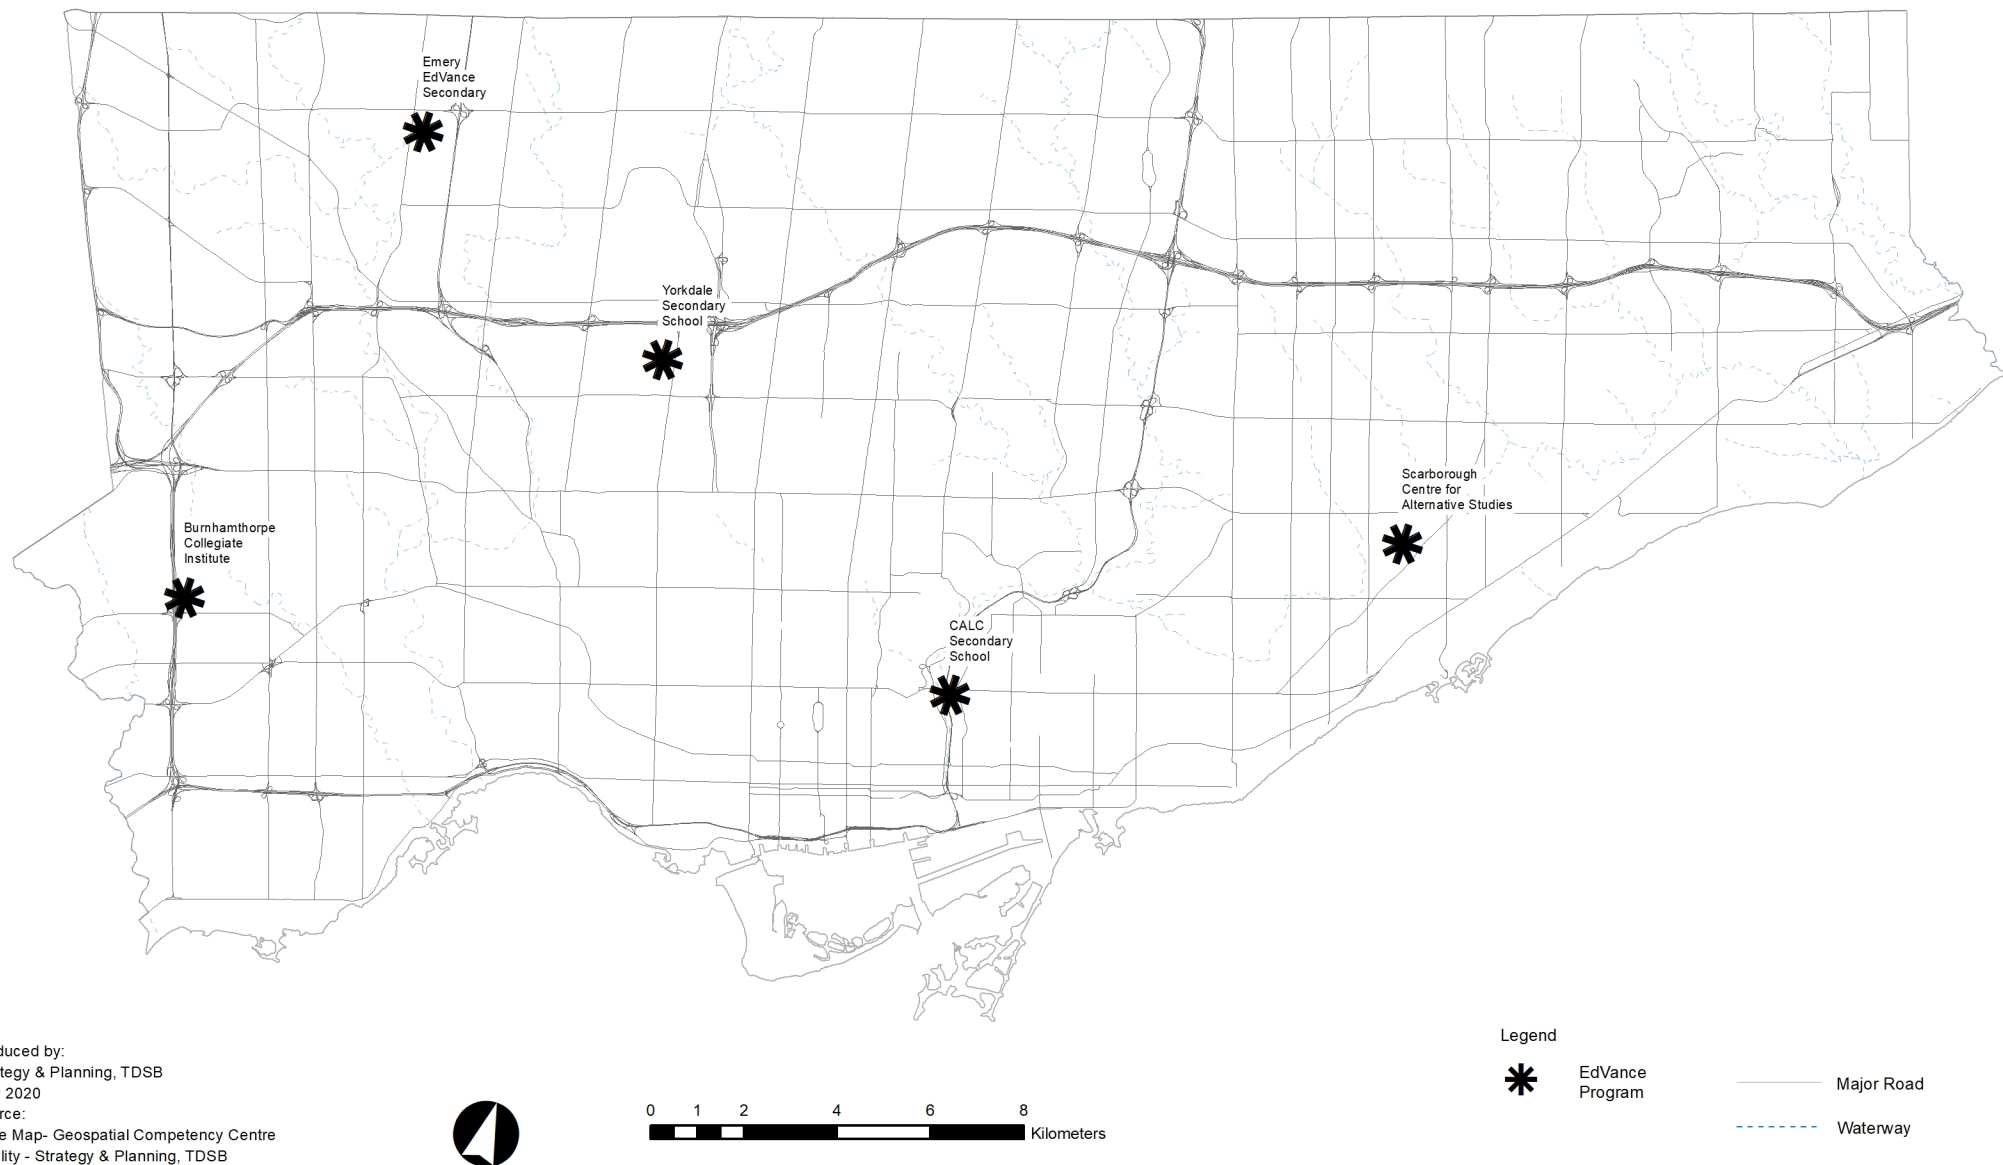 Emery
EdVance
Secondary
Yorkdale
Secondary
School
Scarborough
Centre for
Alternative Studies
Burnhamthorpe
Collegiate
Institute
CALC
Secondary
School
Legend
EdVance
Program
Major Road
Waterway
0 1 2 4 6 8
Kilometers
duced by:
tegy & Planning, TDSB
2020
rce:
e Map- Geospatial Competency Centre
lity - Strategy & Planning, TDSB